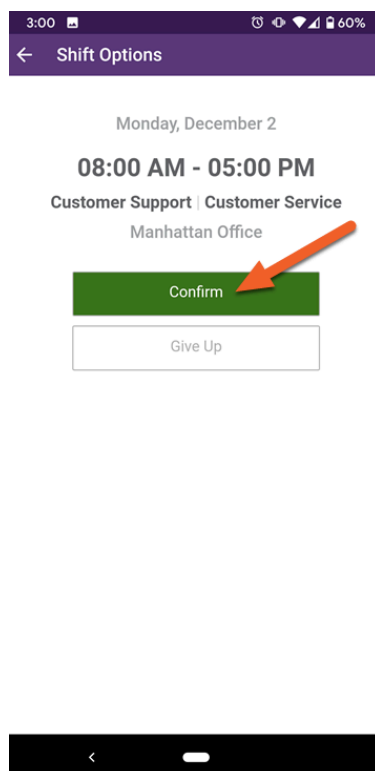 3:00 60%
Shift Options
Monday, December 2
08:00 AM - 05:00 PM
Customer Support | Customer Service
Manhattan Office
Confirm
Give Up